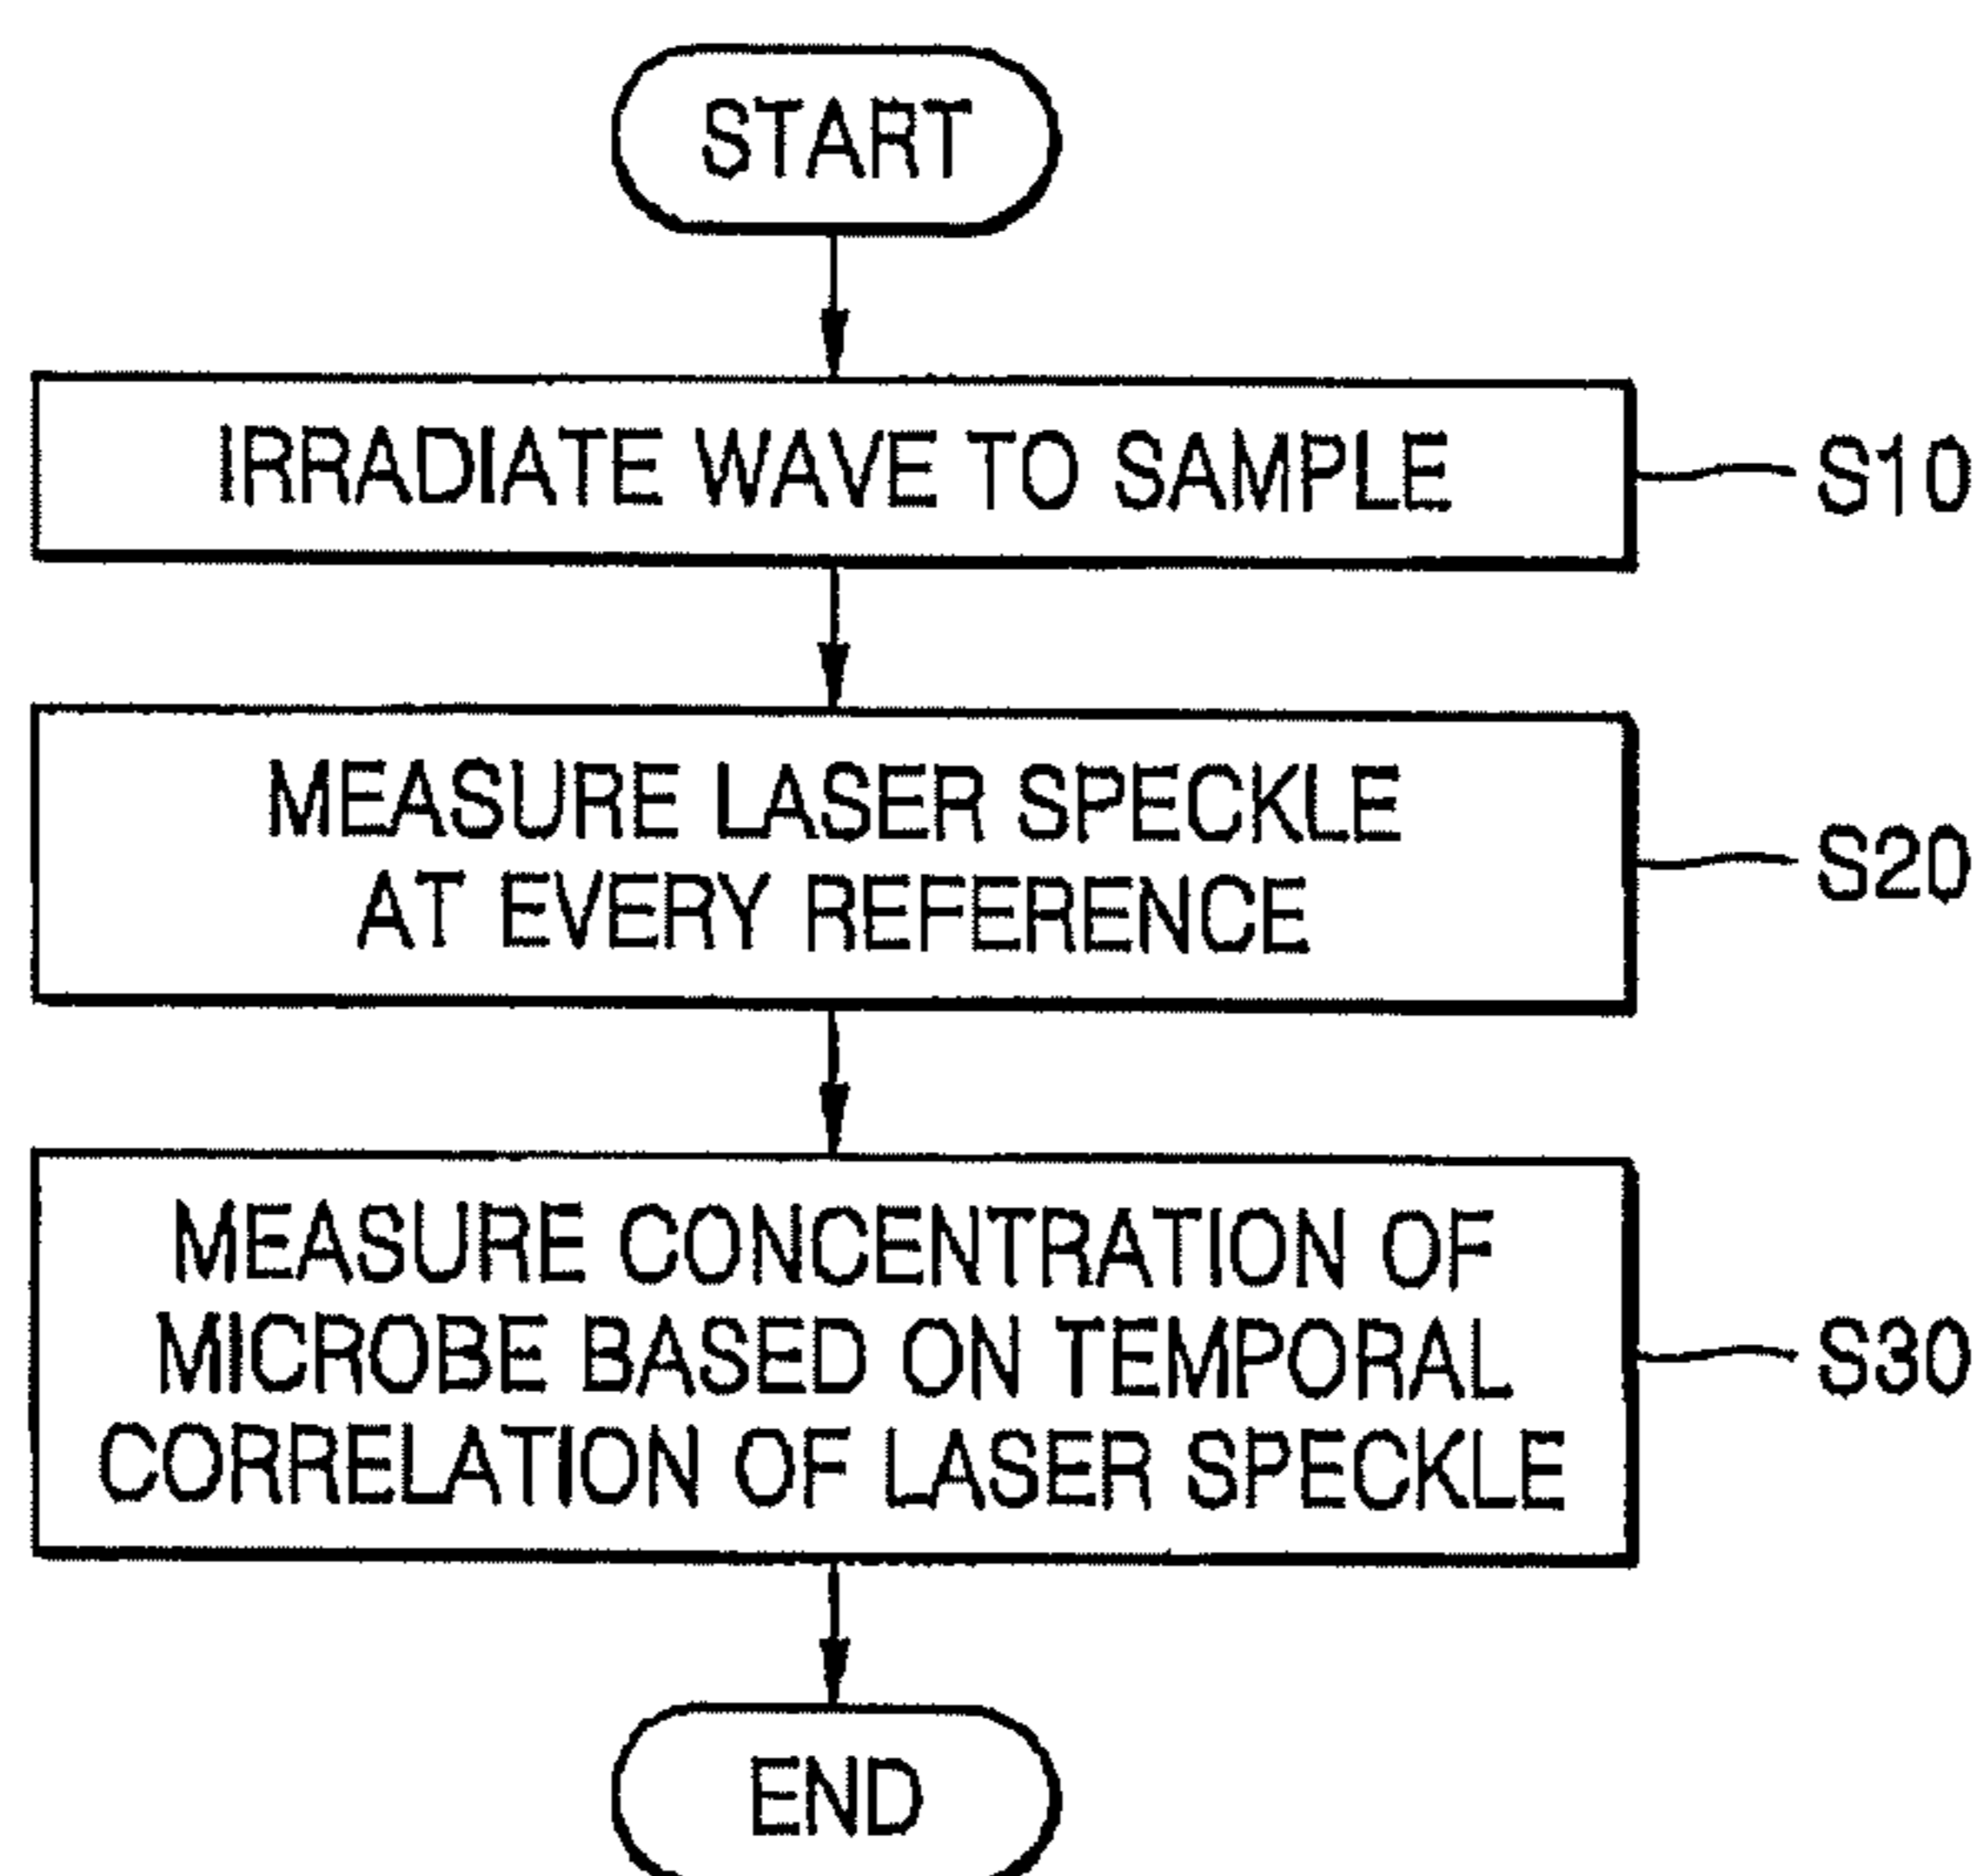 START
IRRADIATE WAVE TO SAMPLE
S10
MEASURE LASER SPECKLE
AT EVERY REFERENCE
S20
MEASURE CONCENTRATION OF
MICROBE BASED ON TEMPORAL
CORRELATION OF LASER SPECKLE
S30
END